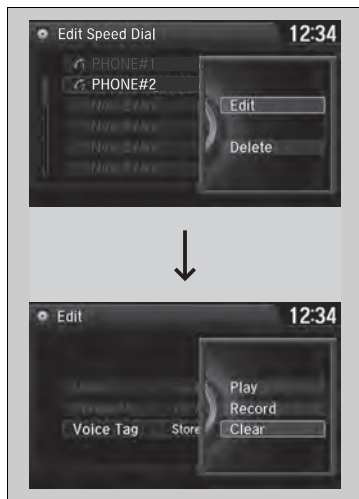 Edit Speed Dial 12:34
PHONE#1
PHONE#2
Edit
Delete
Edit 12:34
Play
Record
Voice Tag Store Clear